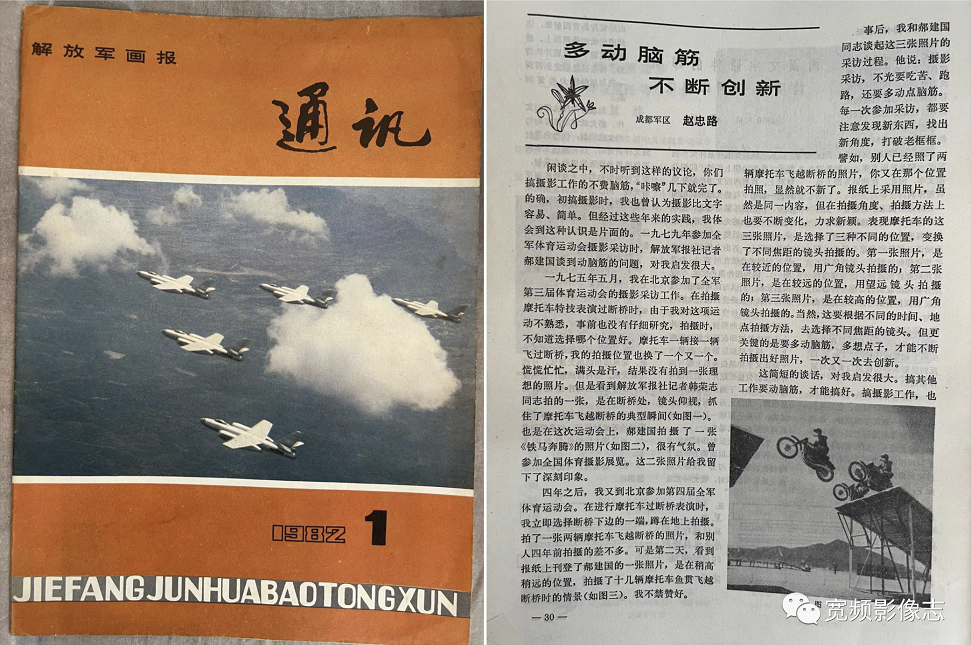 解放军画报
通讯
1982 1
JIEFANGJUNHUABAOTONGXUN
多动脑筋
不断创新
成都军区 赵忠路
闲谈之中，不时听到这样的议论，你们
搞摄影工作的不费脑筋，“咔嚓”几下就完了。
的确，初搞摄影时，我也曾认为摄影比文字
容易、简单。但经过这些年来的实践，我体
会到这种认识是片面的。一九七九年参加全
军体育运动会摄影采访时，解放军报社记者
郝建国谈到动脑筋的问题，对我启发很大。
一九七五年五月，我在北京参加了全军
第三届体育运动会的摄影采访工作。在拍摄
摩托车特技表演过断桥时，由于我对这项运
动不熟悉，事前也没有仔细研究，拍摄时，
不知道选择哪个位置好。摩托车一辆接一辆
飞过断桥，我的拍摄位置也换了一个又一个。
慌慌忙忙，满头是汗，结果没有拍到一张理
想的照片。但是看到解放军报社记者韩荣志
同志拍的一张，是在断桥处，镜头仰视，抓
住了摩托车飞越断桥的典型瞬间（如图一）。
也是在这次运动会上，郝建国拍摄了一张
《铁马奔腾》的照片（如图二），很有气氛。曾
参加全国体育摄影展览。这二张照片给我留
下了深刻印象。
四年之后，我又到北京参加第四届全军
体育运动会。在进行摩托车过断桥表演时，
我立即选择断桥下边的一端，蹲在地上拍摄。
拍了一张两辆摩托车飞越断桥的照片，和别
人四年前拍摄的差不多。可是第二天，看到
报纸上刊登了郝建国的一张照片，是在稍高
稍远的位置，拍摄了十几辆摩托车鱼贯飞越
断桥时的情景（如图三）。我不禁赞好。
— 30 —
事后，我和郝建国
同志谈起这三张照片的
采访过程。他说：摄影
采访，不光要吃苦、跑
路，还要多动点脑筋。
每一次参加采访，都要
注意发现新东西，找出
新角度，打破老框框。
譬如，别人已经照了两
辆摩托车飞越断桥的照片，你又在那个位置
拍照，显然就不新了。报纸上采用照片，虽
然是同一内容，但在拍摄角度、拍摄方法上
也要不断变化，力求新颖。表现摩托车的这
三张照片，是选择了三种不同的位置，变换
了不同焦距的镜头拍摄的。第一张照片，是
在较近的位置，用广角镜头拍摄的；第二张
照片，是在较远的位置，用望远镜头拍摄
的；第三张照片，是在较高的位置，用广角
镜头拍摄的。当然，这要根据不同的时间、地
点拍摄方法，去选择不同焦距的镜头。但更
关键的是要多动脑筋，多想点子，才能不断
拍摄出好照片，一次又一次去创新。
这简短的谈话，对我启发很大。搞其他
工作要动脑筋，才能搞好。搞摄影工作，也
图
宽频影像志